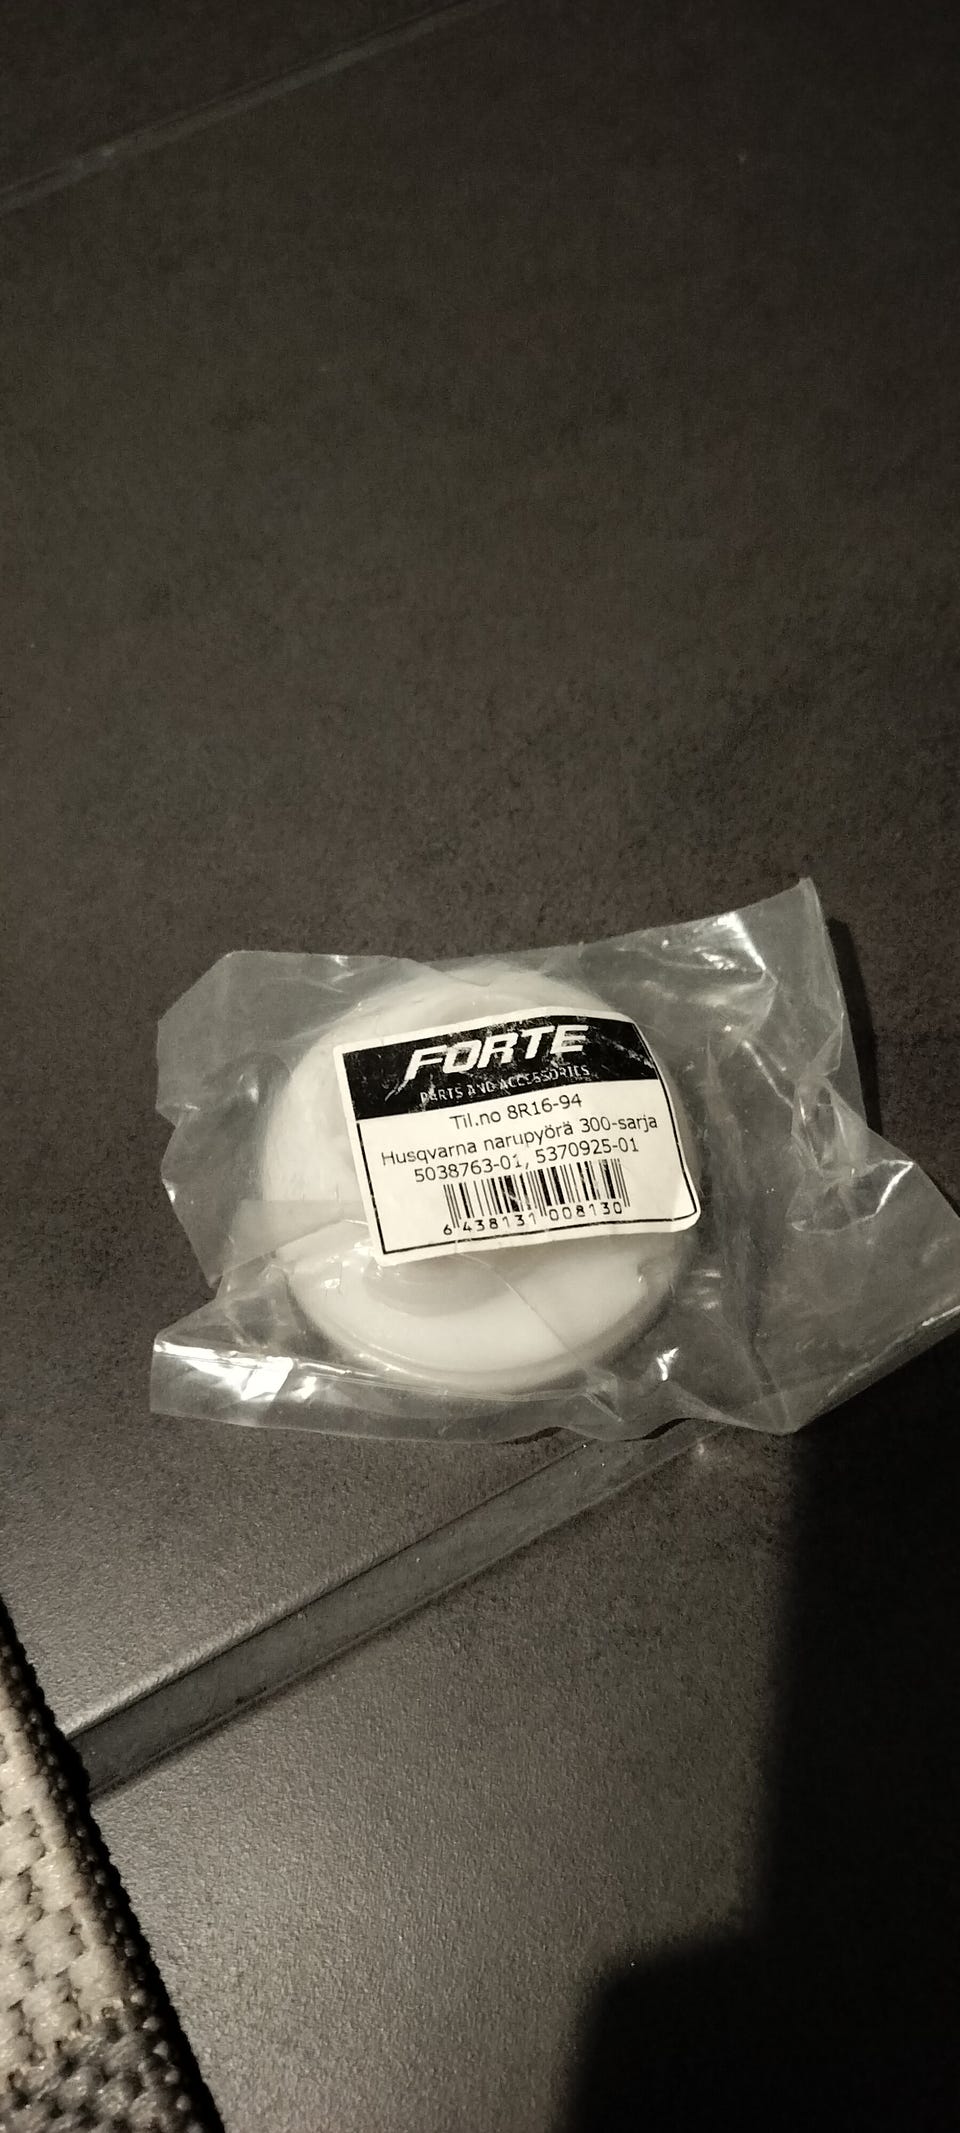 FORTE
PARTS AND ACCESSORIES
Til.no 8R16-94
Husqvarna narupyörä 300-sarja
5038763-01, 5370925-01
6 438131 008130